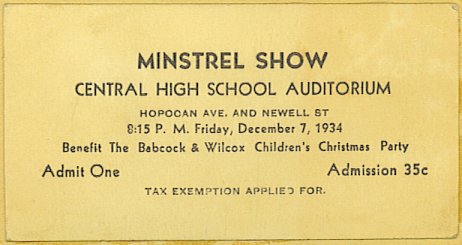 MINSTREL SHOW
CENTRAL HIGH SCHOOL AUDITORIUM
HOPOCAN AVE. AND NEWELL ST
8:15 P. M. Friday, December 7, 1934
Benefit The Babcock & Wilcox Children's Christmas Party
Admit One Admission 35c
TAX EXEMPTION APPLIED FOR.